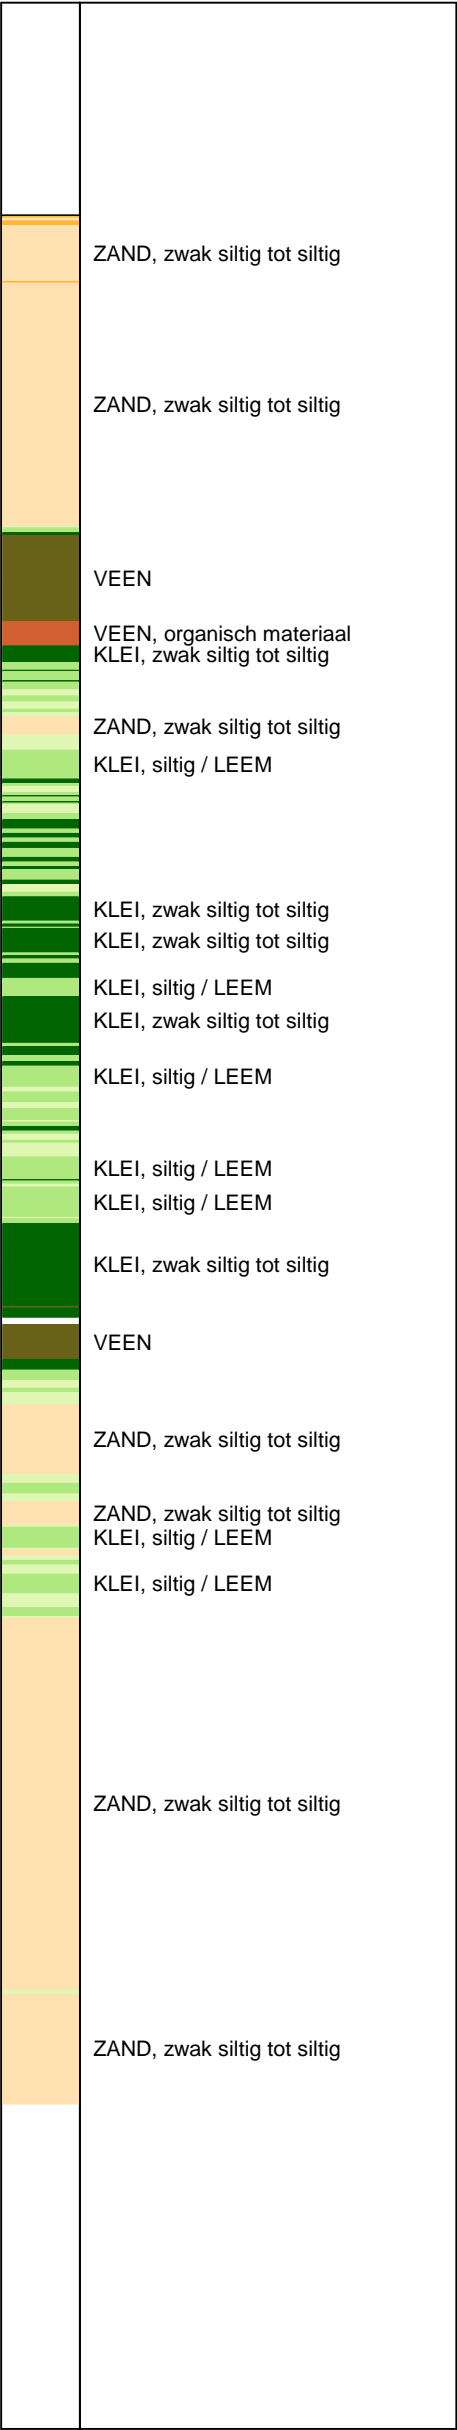 ZAND, zwak siltig tot siltig
ZAND, zwak siltig tot siltig
VEEN
VEEN, organisch materiaal
KLEI, zwak siltig tot siltig
ZAND, zwak siltig tot siltig
KLEI, siltig / LEEM
KLEI, zwak siltig tot siltig
KLEI, zwak siltig tot siltig
KLEI, siltig / LEEM
KLEI, zwak siltig tot siltig
KLEI, siltig / LEEM
KLEI, siltig / LEEM
KLEI, siltig / LEEM
KLEI, zwak siltig tot siltig
VEEN
ZAND, zwak siltig tot siltig
ZAND, zwak siltig tot siltig
KLEI, siltig / LEEM
KLEI, siltig / LEEM
ZAND, zwak siltig tot siltig
ZAND, zwak siltig tot siltig